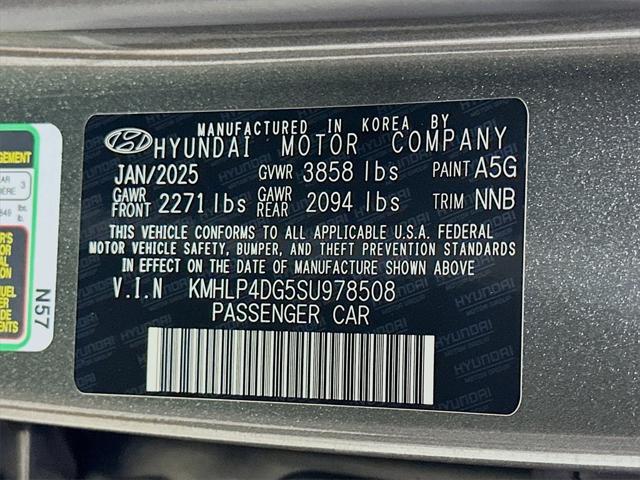 MANUFACTURED IN KOREA BY
HYUNDAI MOTOR COMPANY
JAN/2025 GVWR 3858 lbs PAINT A5G
GAWR FRONT 2271 lbs GAWR REAR 2094 lbs TRIM NNB
THIS VEHICLE CONFORMS TO ALL APPLICABLE U.S.A. FEDERAL
MOTOR VEHICLE SAFETY, BUMPER, AND THEFT PREVENTION STANDARDS
IN EFFECT ON THE DATE OF MANUFACTURE SHOWN ABOVE
V.I.N KMHLP4DG5SU978508
PASSENGER CAR
N57